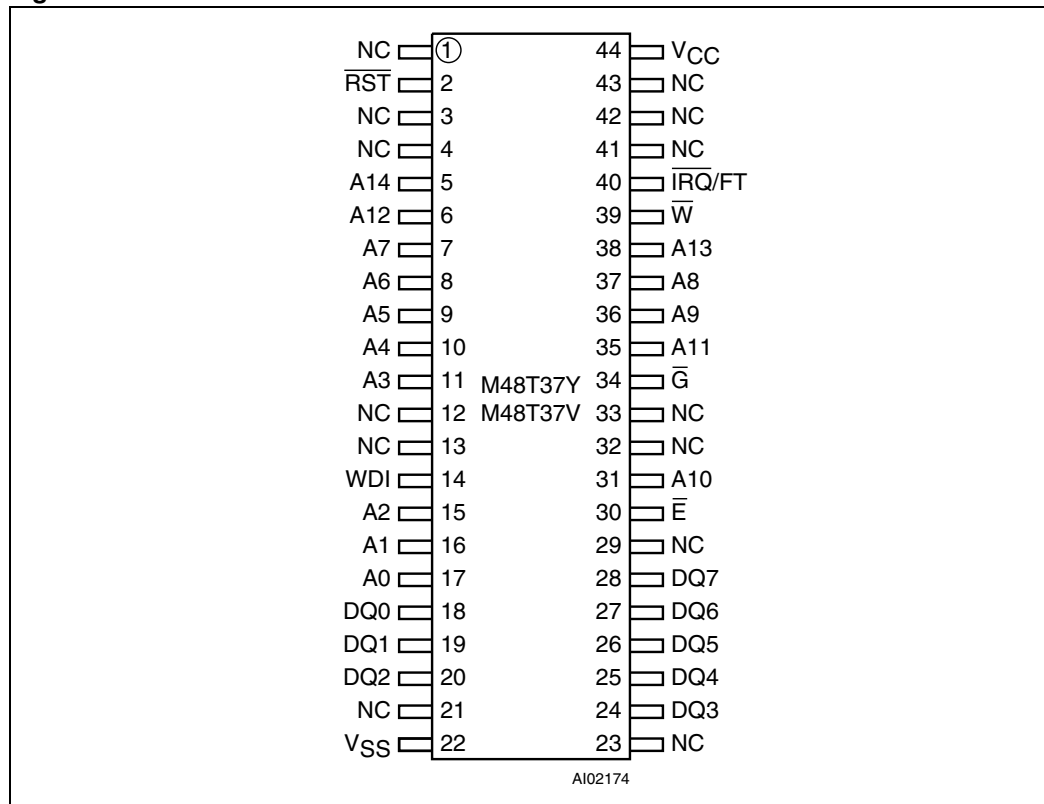 NC 1 44 VCC
R̅S̅T̅ 2 43 NC
NC 3 42 NC
NC 4 41 NC
A14 5 40 I̅R̅Q̅/FT
A12 6 39 W̅
A7 7 38 A13
A6 8 37 A8
A5 9 36 A9
A4 10 35 A11
A3 11 M48T37Y 34 G̅
NC 12 M48T37V 33 NC
NC 13 32 NC
WDI 14 31 A10
A2 15 30 E̅
A1 16 29 NC
A0 17 28 DQ7
DQ0 18 27 DQ6
DQ1 19 26 DQ5
DQ2 20 25 DQ4
NC 21 24 DQ3
VSS 22 23 NC
AI02174